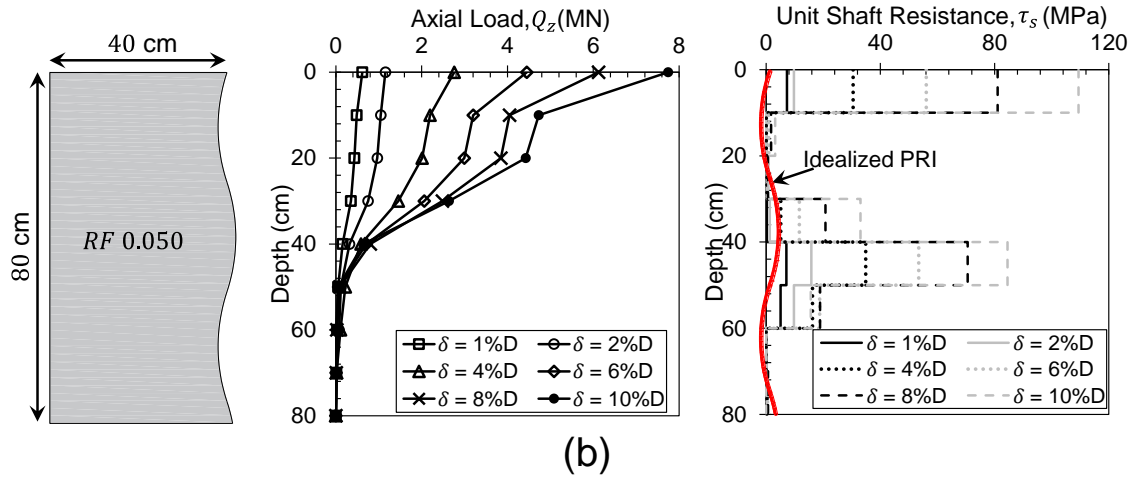 40 cm
80 cm
RF 0.050
Axial Load,Q_z(MN)
0 2 4 6 8
0
20
40
60
80
Depth (cm)
δ = 1%D δ = 2%D
δ = 4%D δ = 6%D
δ = 8%D δ = 10%D
Unit Shaft Resistance,τ_s (MPa)
0 40 80 120
0
20
40
60
80
Depth (cm)
Idealized PRI
δ = 1%D δ = 2%D
δ = 4%D δ = 6%D
δ = 8%D δ = 10%D
(b)